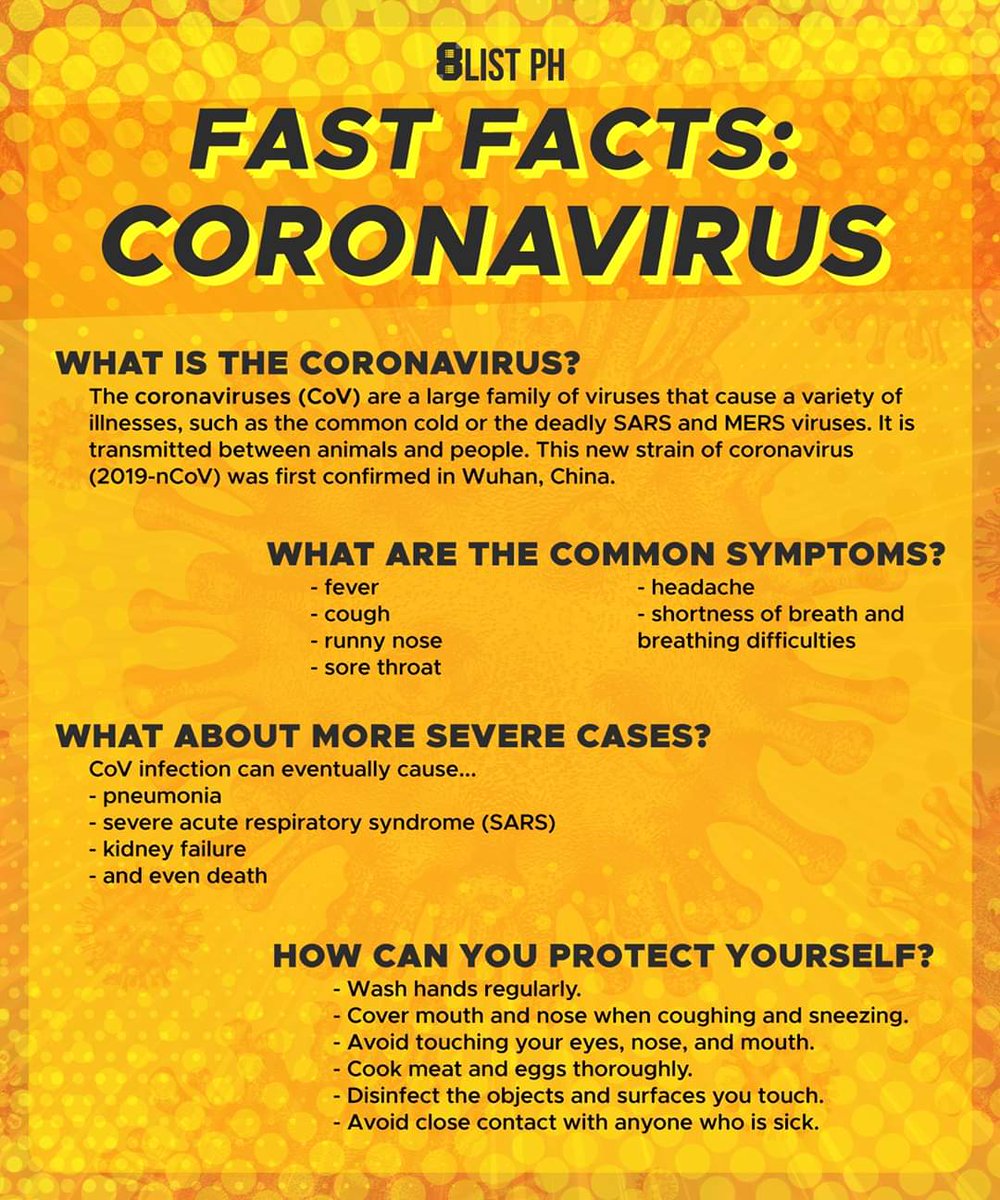 8LIST PH
FAST FACTS:
CORONAVIRUS
WHAT IS THE CORONAVIRUS?
The coronaviruses (CoV) are a large family of viruses that cause a variety of
illnesses, such as the common cold or the deadly SARS and MERS viruses. It is
transmitted between animals and people. This new strain of coronavirus
(2019-nCoV) was first confirmed in Wuhan, China.
WHAT ARE THE COMMON SYMPTOMS?
- fever
- cough
- runny nose
- sore throat
- headache
- shortness of breath and
breathing difficulties
WHAT ABOUT MORE SEVERE CASES?
CoV infection can eventually cause...
- pneumonia
- severe acute respiratory syndrome (SARS)
- kidney failure
- and even death
HOW CAN YOU PROTECT YOURSELF?
- Wash hands regularly.
- Cover mouth and nose when coughing and sneezing.
- Avoid touching your eyes, nose, and mouth.
- Cook meat and eggs thoroughly.
- Disinfect the objects and surfaces you touch.
- Avoid close contact with anyone who is sick.